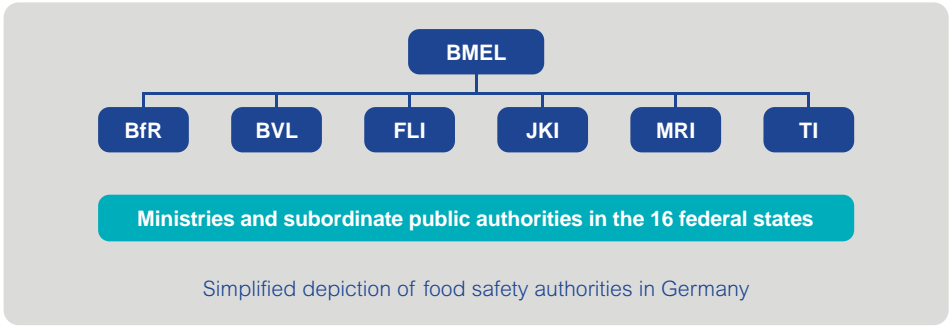 BMEL
BfR BVL FLI JKI MRI TI
Ministries and subordinate public authorities in the 16 federal states
Simplified depiction of food safety authorities in Germany